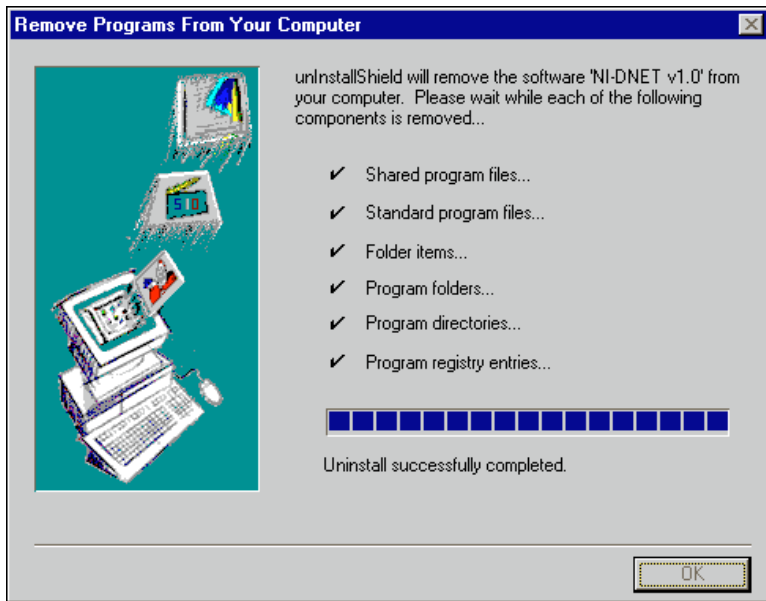 Remove Programs From Your Computer
unInstallShield will remove the software 'NI-DNET v1.0' from
your computer.  Please wait while each of the following
components is removed...
✔ Shared program files...
✔ Standard program files...
✔ Folder items...
✔ Program folders...
✔ Program directories...
✔ Program registry entries...
Uninstall successfully completed.
OK